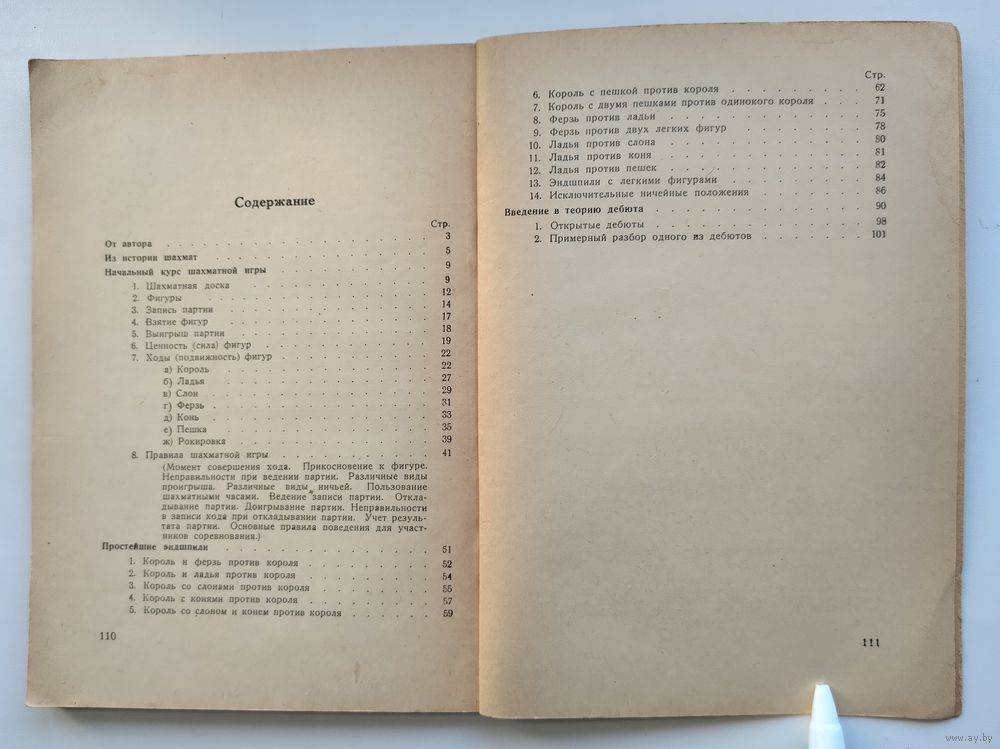 Содержание
Стр.
От автора . . . 3
Из истории шахмат . . . 5
Начальный курс шахматной игры . . . 9
1. Шахматная доска . . . 9
2. Фигуры . . . 12
3. Запись партии . . . 14
4. Взятие фигур . . . 17
5. Выигрыш партии . . . 18
6. Ценность (сила) фигур . . . 19
7. Ходы (подвижность) фигур . . . 22
а) Король . . . 22
б) Ладья . . . 27
в) Слон . . . 29
г) Ферзь . . . 31
д) Конь . . . 33
е) Пешка . . . 35
ж) Рокировка . . . 39
8. Правила шахматной игры . . . 41
(Момент совершения хода. Прикосновение к фигуре.
Неправильности при ведении партии. Различные виды
проигрыша. Различные виды ничьей. Пользование
шахматными часами. Ведение записи партии. Откла-
дывание партии. Доигрывание партии. Неправильности
в записи хода при откладывании партии. Учет резуль-
тата партии. Основные правила поведения для участ-
ников соревнования.)
Простейшие эндшпили . . . 51
1. Король и ферзь против короля . . . 52
2. Король и ладья против короля . . . 54
3. Король со слонами против короля . . . 55
4. Король с конями против короля . . . 57
5. Король со слоном и конем против короля . . . 59
110
Стр.
6. Король с пешкой против короля . . . 62
7. Король с двумя пешками против одинокого короля . . . 71
8. Ферзь против ладьи . . . 75
9. Ферзь против двух легких фигур . . . 78
10. Ладья против слона . . . 80
11. Ладья против коня . . . 81
12. Ладья против пешек . . . 82
13. Эндшпили с легкими фигурами . . . 84
14. Исключительные ничейные положения . . . 86
Введение в теорию дебюта . . . 90
1. Открытые дебюты . . . 98
2. Примерный разбор одного из дебютов . . . 101
111
www.ay.by